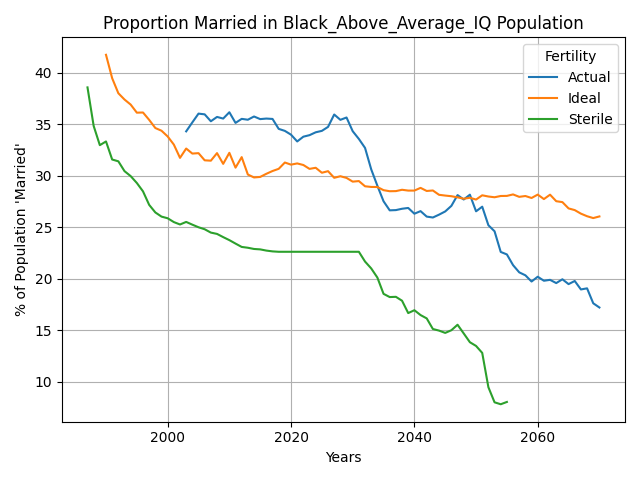 Proportion Married in Black_Above_Average_IQ Population
Fertility
Actual
Ideal
Sterile
% of Population 'Married'
40
35
30
25
20
15
10
2000
2020
2040
2060
Years